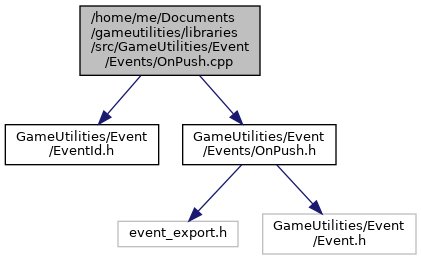 /home/me/Documents
/gameutilities/libraries
/src/GameUtilities/Event
/Events/OnPush.cpp
GameUtilities/Event
/EventId.h
GameUtilities/Event
/Events/OnPush.h
event_export.h
GameUtilities/Event
/Event.h